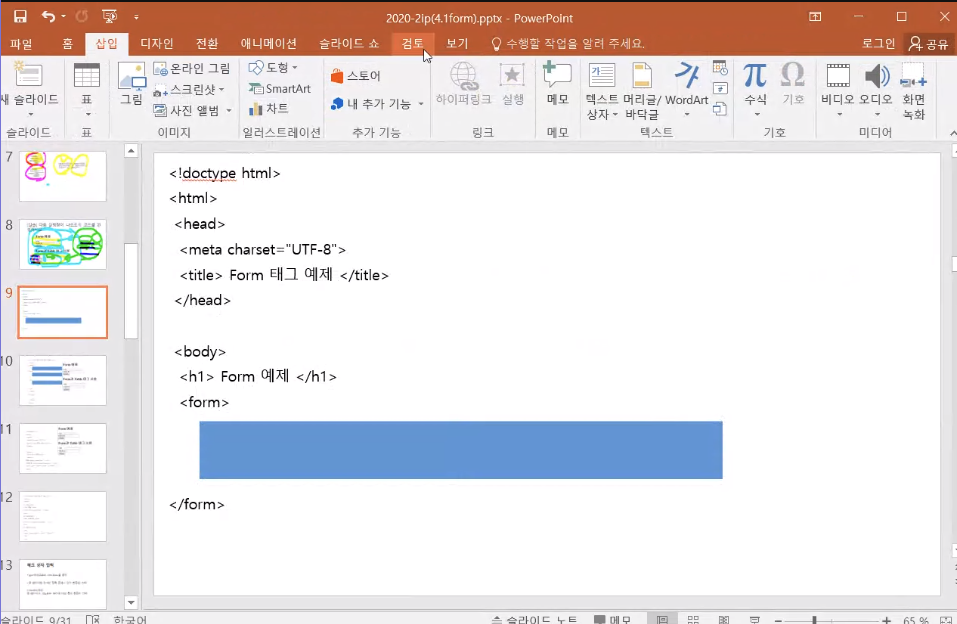 2020-2ip(4.1form).pptx - PowerPoint
파일 홈 삽입 디자인 전환 애니메이션 슬라이드 쇼 검토 보기 수행할 작업을 알려 주세요. 로그인 공유
새 슬라이드
표
그림
온라인 그림
스크린샷
사진 앨범
도형
SmartArt
차트
스토어
내 추가 기능
하이퍼링크
실행
메모
텍스트 상자
머리글/바닥글
WordArt
수식
기호
비디오
오디오
화면 녹화
슬라이드 표 이미지 일러스트레이션 추가 기능 링크 메모 텍스트 기호 미디어
7
8
9
10
11
12
13
<!doctype html>
<html>
<head>
<meta charset="UTF-8">
<title> Form 태그 예제 </title>
</head>
<body>
<h1> Form 예제 </h1>
<form>
</form>
슬라이드 9/31 한국어 슬라이드 노트 메모 65 %